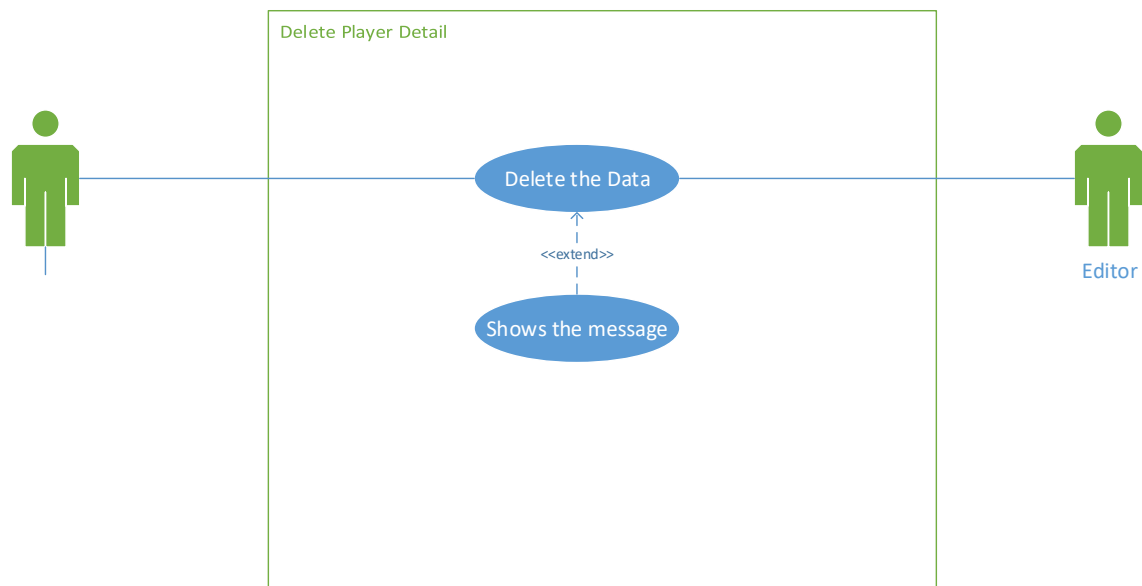 Delete Player Detail
Delete the Data
<<extend>>
Editor
Shows the message